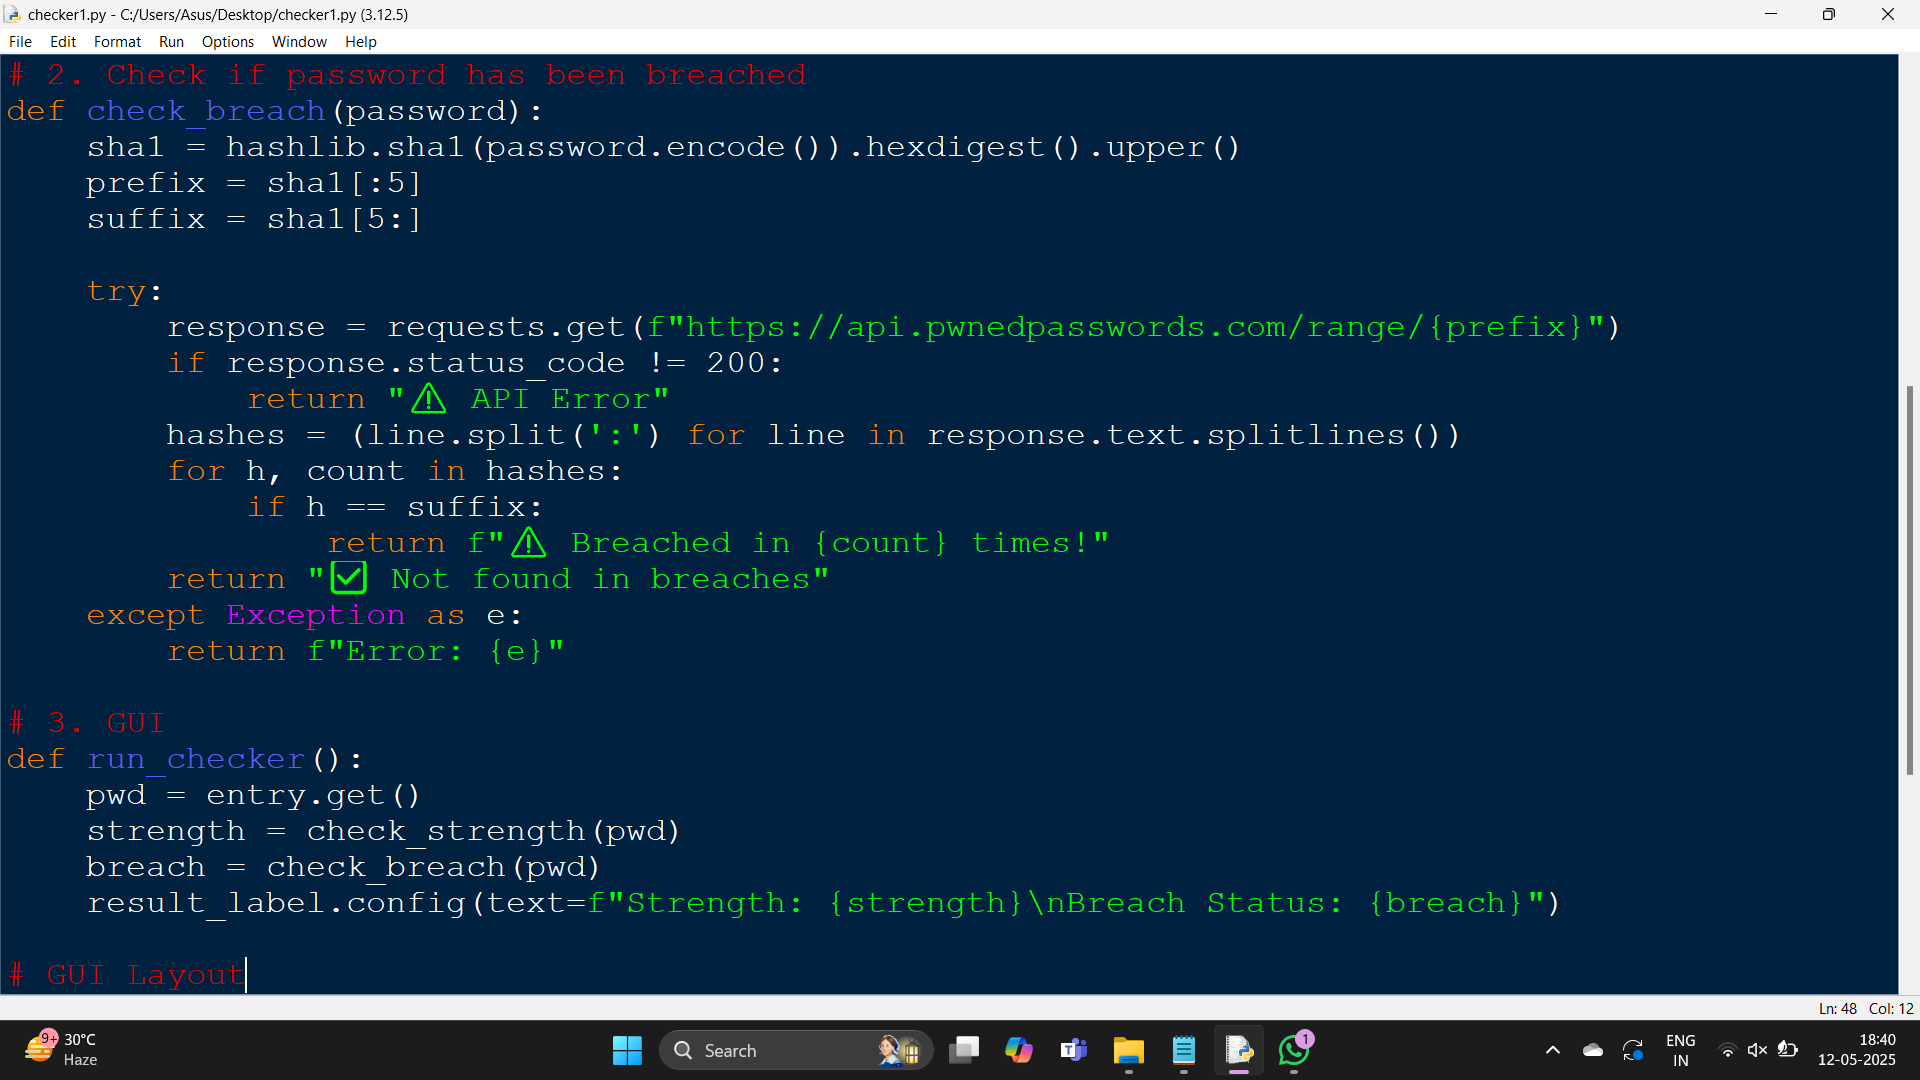 checker1.py - C:/Users/Asus/Desktop/checker1.py (3.12.5)
File Edit Format Run Options Window Help
# 2. Check if password has been breached
def check_breach(password):
    sha1 = hashlib.sha1(password.encode()).hexdigest().upper()
    prefix = sha1[:5]
    suffix = sha1[5:]

    try:
        response = requests.get(f"https://api.pwnedpasswords.com/range/{prefix}")
        if response.status_code != 200:
            return "⚠ API Error"
        hashes = (line.split(':') for line in response.text.splitlines())
        for h, count in hashes:
            if h == suffix:
                return f"⚠ Breached in {count} times!"
        return "✅ Not found in breaches"
    except Exception as e:
        return f"Error: {e}"

# 3. GUI
def run_checker():
    pwd = entry.get()
    strength = check_strength(pwd)
    breach = check_breach(pwd)
    result_label.config(text=f"Strength: {strength}\nBreach Status: {breach}")

# GUI Layout
Ln: 48 Col: 12
9+ 30°C
Haze
Search
1
ENG
IN
18:40
12-05-2025